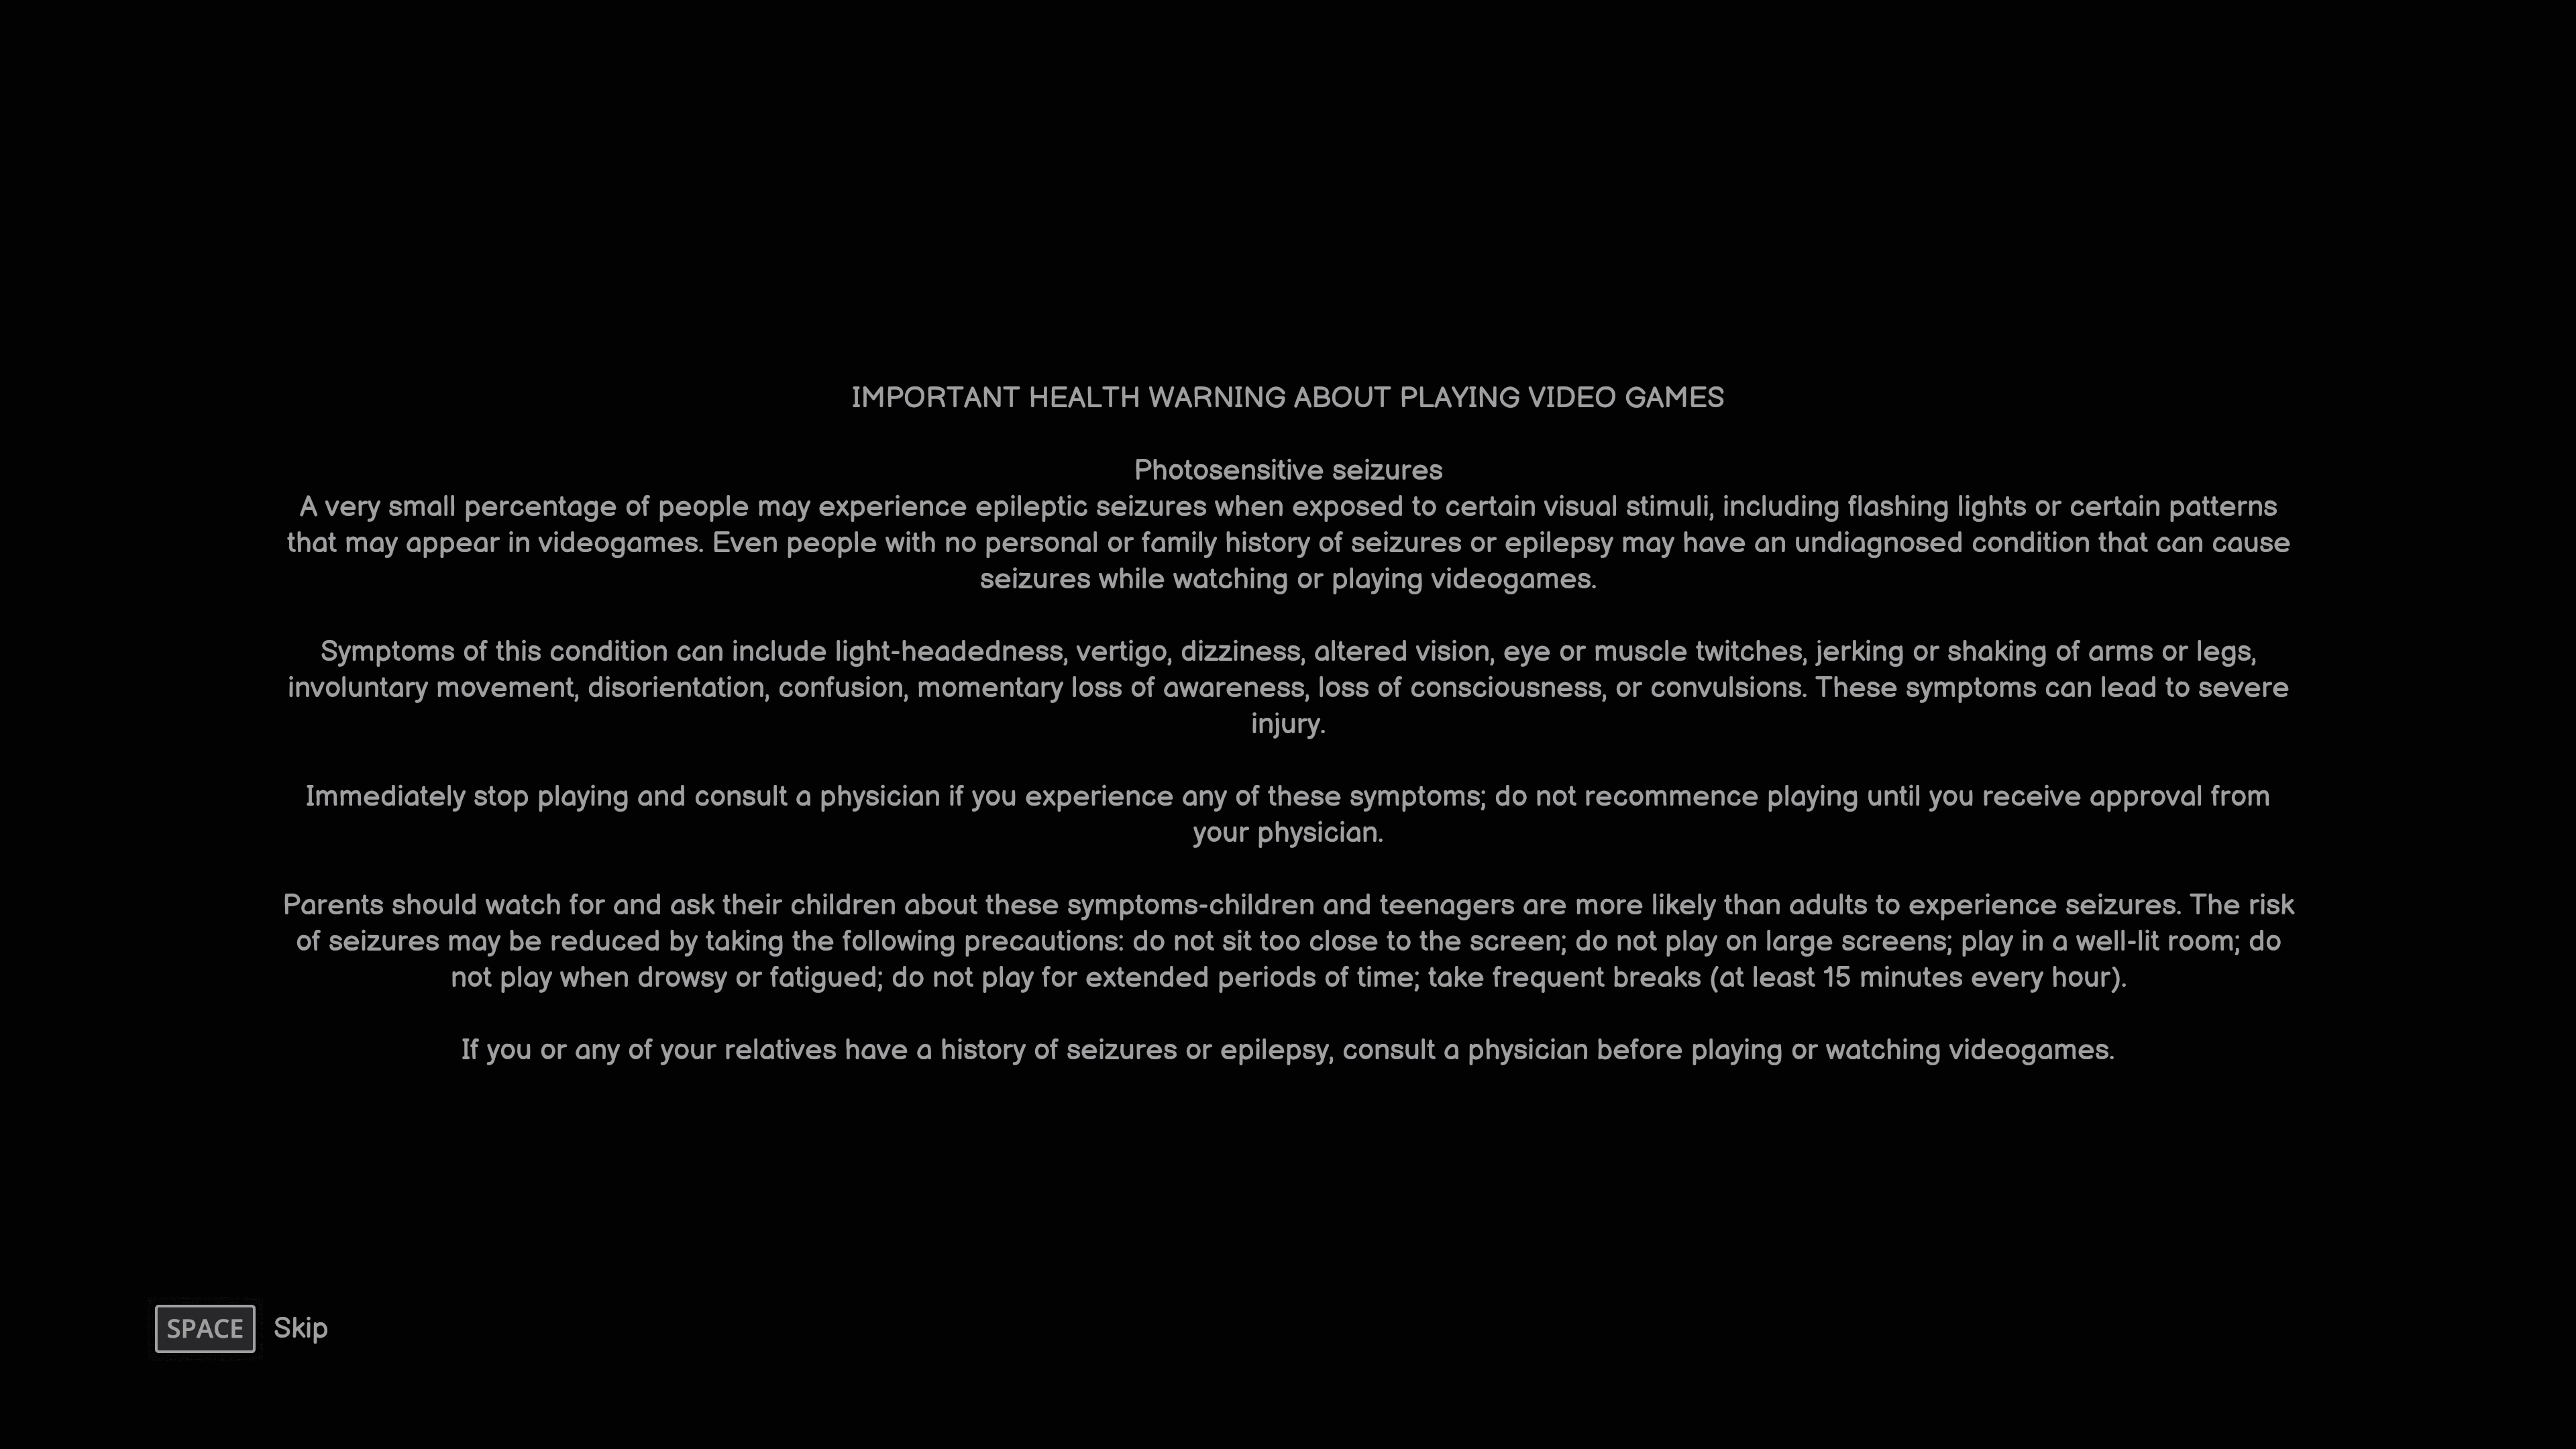 IMPORTANT HEALTH WARNING ABOUT PLAYING VIDEO GAMES
Photosensitive seizures
A very small percentage of people may experience epileptic seizures when exposed to certain visual stimuli, including flashing lights or certain patterns
that may appear in videogames. Even people with no personal or family history of seizures or epilepsy may have an undiagnosed condition that can cause
seizures while watching or playing videogames.
Symptoms of this condition can include light-headedness, vertigo, dizziness, altered vision, eye or muscle twitches, jerking or shaking of arms or legs,
involuntary movement, disorientation, confusion, momentary loss of awareness, loss of consciousness, or convulsions. These symptoms can lead to severe
injury.
Immediately stop playing and consult a physician if you experience any of these symptoms; do not recommence playing until you receive approval from
your physician.
Parents should watch for and ask their children about these symptoms-children and teenagers are more likely than adults to experience seizures. The risk
of seizures may be reduced by taking the following precautions: do not sit too close to the screen; do not play on large screens; play in a well-lit room; do
not play when drowsy or fatigued; do not play for extended periods of time; take frequent breaks (at least 15 minutes every hour).
If you or any of your relatives have a history of seizures or epilepsy, consult a physician before playing or watching videogames.
SPACE Skip